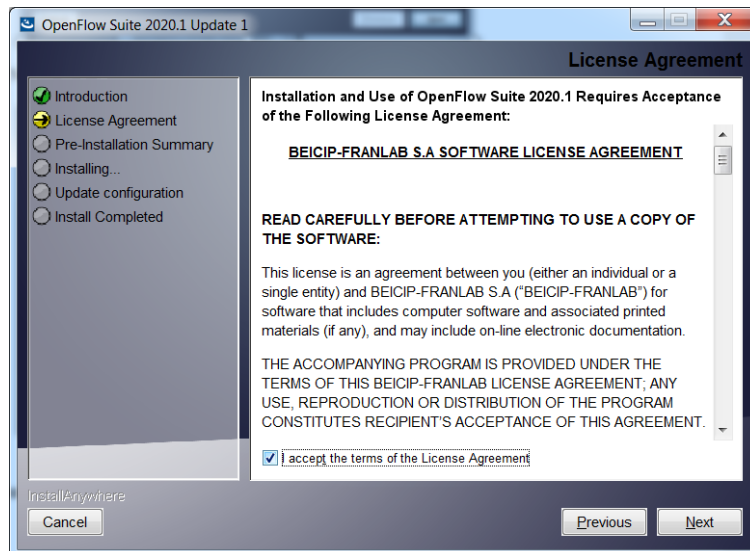 OpenFlow Suite 2020.1 Update 1
License Agreement
Introduction
License Agreement
Pre-Installation Summary
Installing...
Update configuration
Install Completed
Installation and Use of OpenFlow Suite 2020.1 Requires Acceptance
of the Following License Agreement:
BEICIP-FRANLAB S.A SOFTWARE LICENSE AGREEMENT
READ CAREFULLY BEFORE ATTEMPTING TO USE A COPY OF
THE SOFTWARE:
This license is an agreement between you (either an individual or a
single entity) and BEICIP-FRANLAB S.A (“BEICIP-FRANLAB”) for
software that includes computer software and associated printed
materials (if any), and may include on-line electronic documentation.
THE ACCOMPANYING PROGRAM IS PROVIDED UNDER THE
TERMS OF THIS BEICIP-FRANLAB LICENSE AGREEMENT; ANY
USE, REPRODUCTION OR DISTRIBUTION OF THE PROGRAM
CONSTITUTES RECIPIENT'S ACCEPTANCE OF THIS AGREEMENT.
I accept the terms of the License Agreement
InstallAnywhere
Cancel
Previous
Next